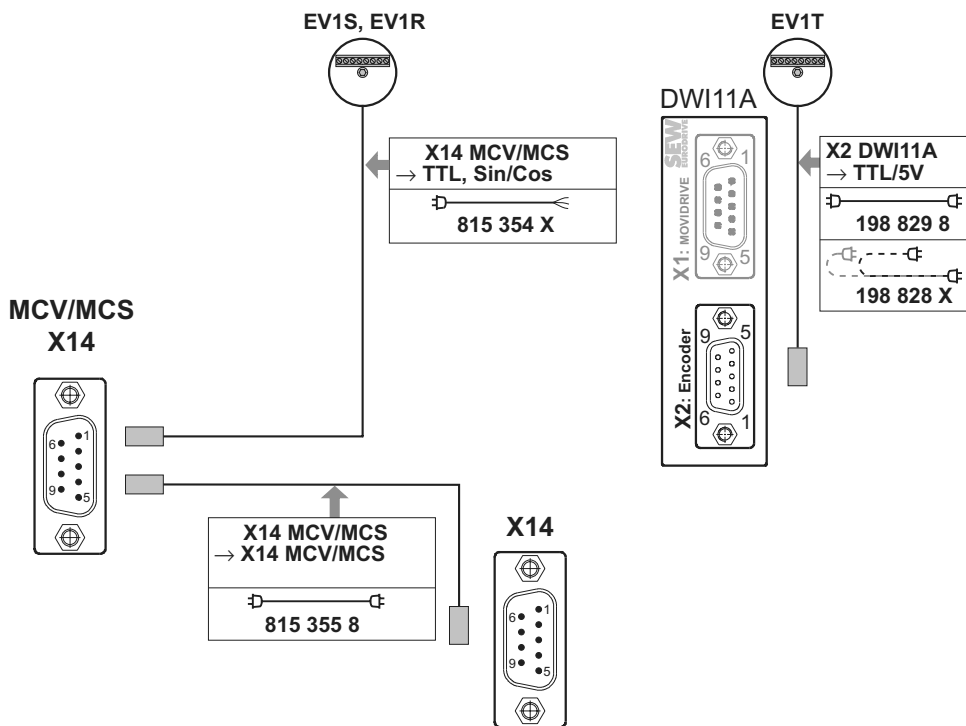 EV1S, EV1R
X14 MCV/MCS
→ TTL, Sin/Cos
815 354 X
EV1T
DWI11A
SEW
EURODRIVE
X1: MOVIDRIVE
6 1
9 5
X2: Encoder
9 5
6 1
X2 DWI11A
→ TTL/5V
198 829 8
198 828 X
MCV/MCS
X14
6 1
9 5
X14 MCV/MCS
→ X14 MCV/MCS
815 355 8
X14
6 1
9 5